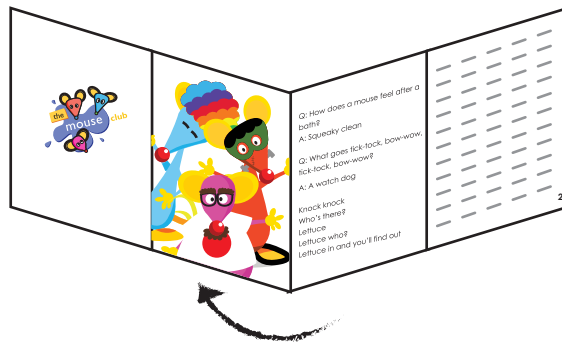 the
mouse
club
Q: How does a mouse feel after a
bath?
A: Squeaky clean
Q: What goes tick-tock, bow-wow,
tick-tock, bow-wow?
A: A watch dog
Knock knock
Who's there?
Lettuce
Lettuce who?
Lettuce in and you'll find out
2